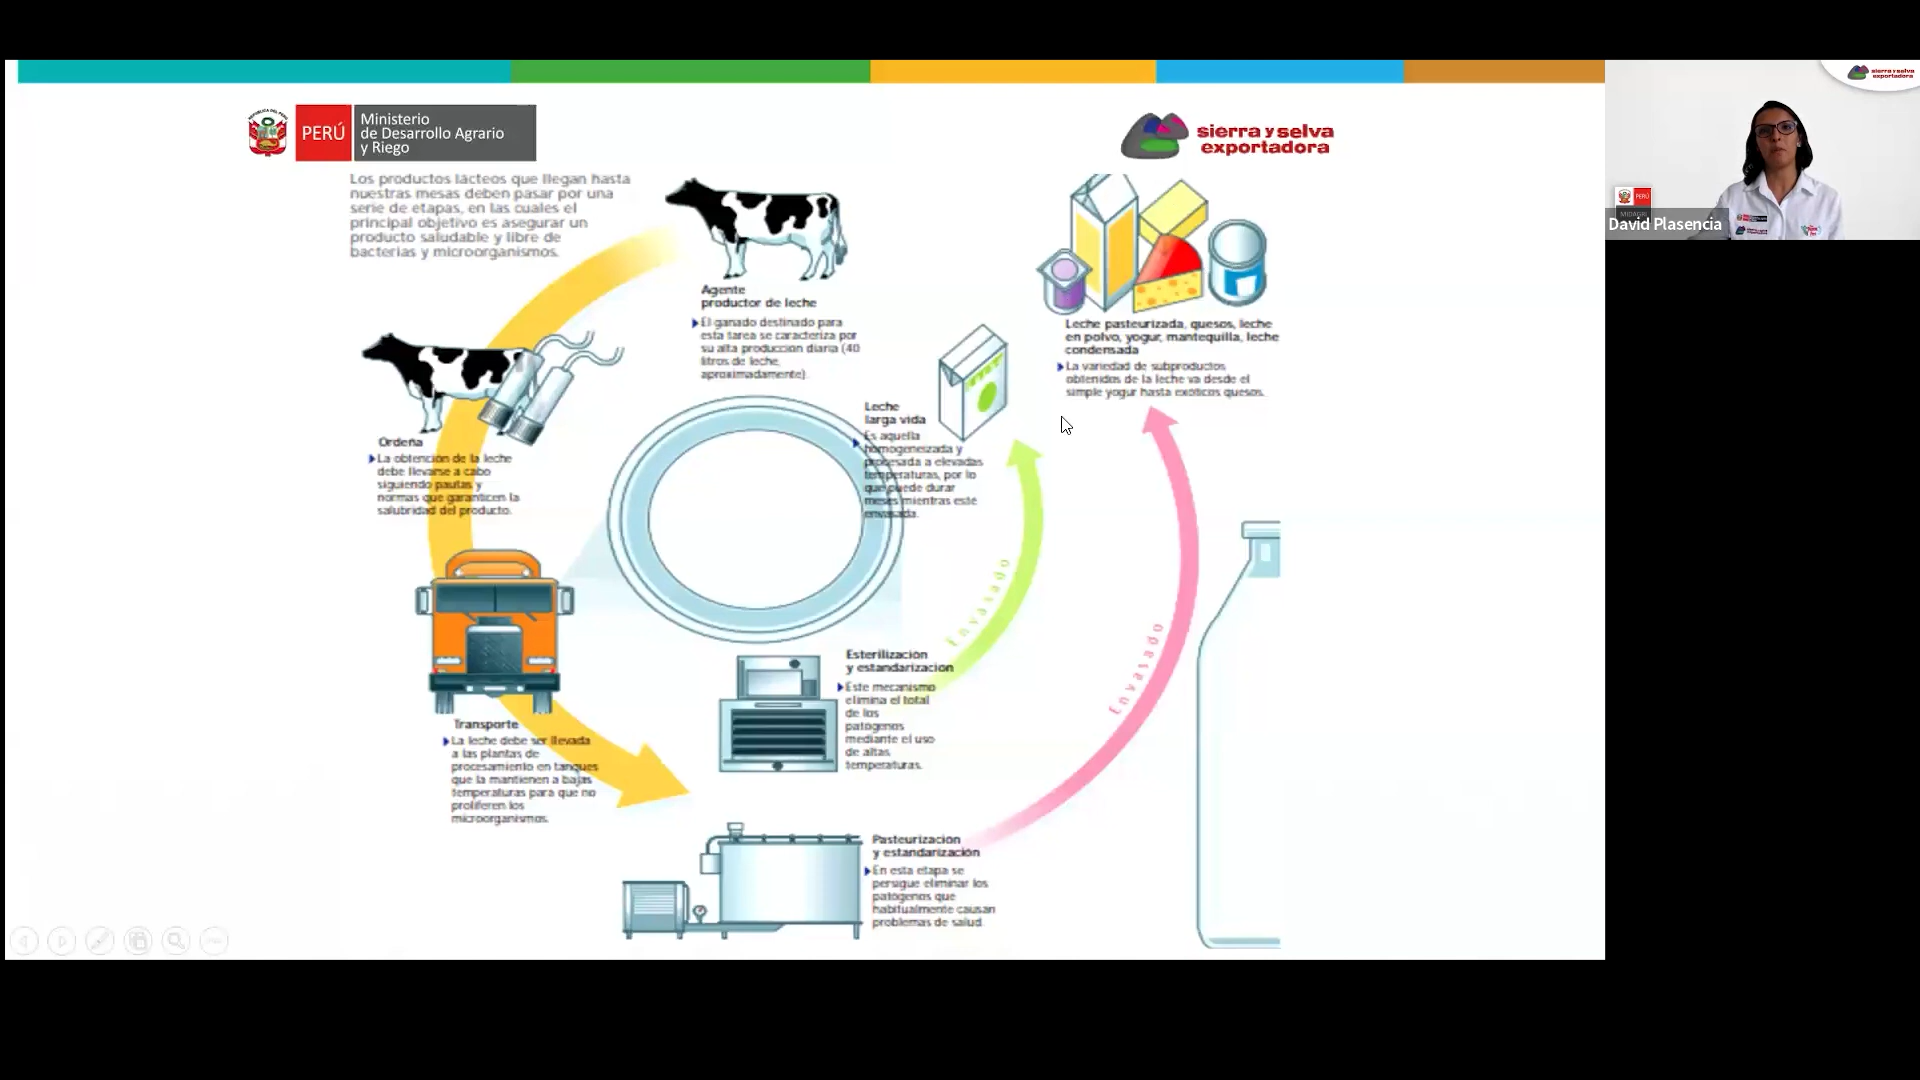 PERÚ
Ministerio
de Desarrollo Agrario
y Riego
sierra y selva
exportadora
Los productos lácteos que llegan hasta
nuestras mesas deben pasar por una
serie de etapas, en las cuales el
principal objetivo es asegurar un
producto saludable y libre de
bacterias y microorganismos.
Agente
productor de leche
El ganado destinado para
esta tarea se caracteriza por
su alta produccion diaria (40
litros de leche,
aproximadamente).
Ordeña
La obtención de la leche
debe llevarse a cabo
siguiendo pautas y
normas que garanticen la
salubridad del producto.
Transporte
La leche debe ser llevada
a las plantas de
procesamiento en tanques
que la mantienen a bajas
temperaturas para que no
proliferen los
microorganismos.
Leche
larga vida
Es aquella
homogeneizada y
procesada a elevadas
temperaturas, por lo
que puede durar
meses mientras esté
envasada.
Esterilización
y estandarización
Este mecanismo
elimina el total
de los
patógenos
mediante el uso
de altas
temperaturas.
Envasado
Pasteurización
y estandarización
En esta etapa se
persigue eliminar los
patógenos que
habitualmente causan
problemas de salud.
Envasado
Leche pasteurizada, quesos, leche
en polvo, yogur, mantequilla, leche
condensada
La variedad de subproductos
obtenidos de la leche va desde el
simple yogur hasta exóticos quesos.
sierra y selva
exportadora
PERÚ
David Plasencia